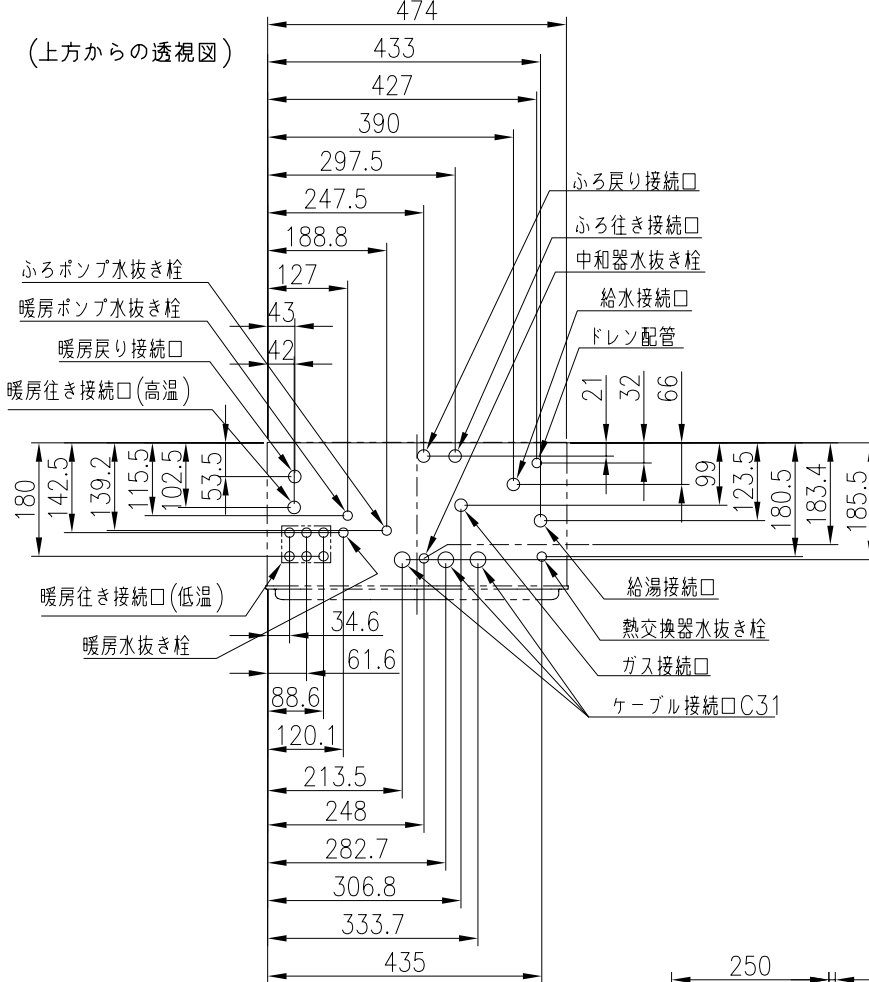 474
(上方からの透視図)
433
427
390
297.5
247.5
188.8
127
43
42
ふろ戻り接続口
ふろ往き接続口
中和器水抜き栓
給水接続口
ドレン配管
ふろポンプ水抜き栓
暖房ポンプ水抜き栓
暖房戻り接続口
暖房往き接続口(高温)
21
32
66
180
142.5
139.2
115.5
102.5
53.5
99
123.5
180.5
183.4
185.5
暖房往き接続口(低温)
暖房水抜き栓
給湯接続口
熱交換器水抜き栓
ガス接続口
ケーブル接続口C31
34.6
61.6
88.6
120.1
213.5
248
282.7
306.8
333.7
435
250